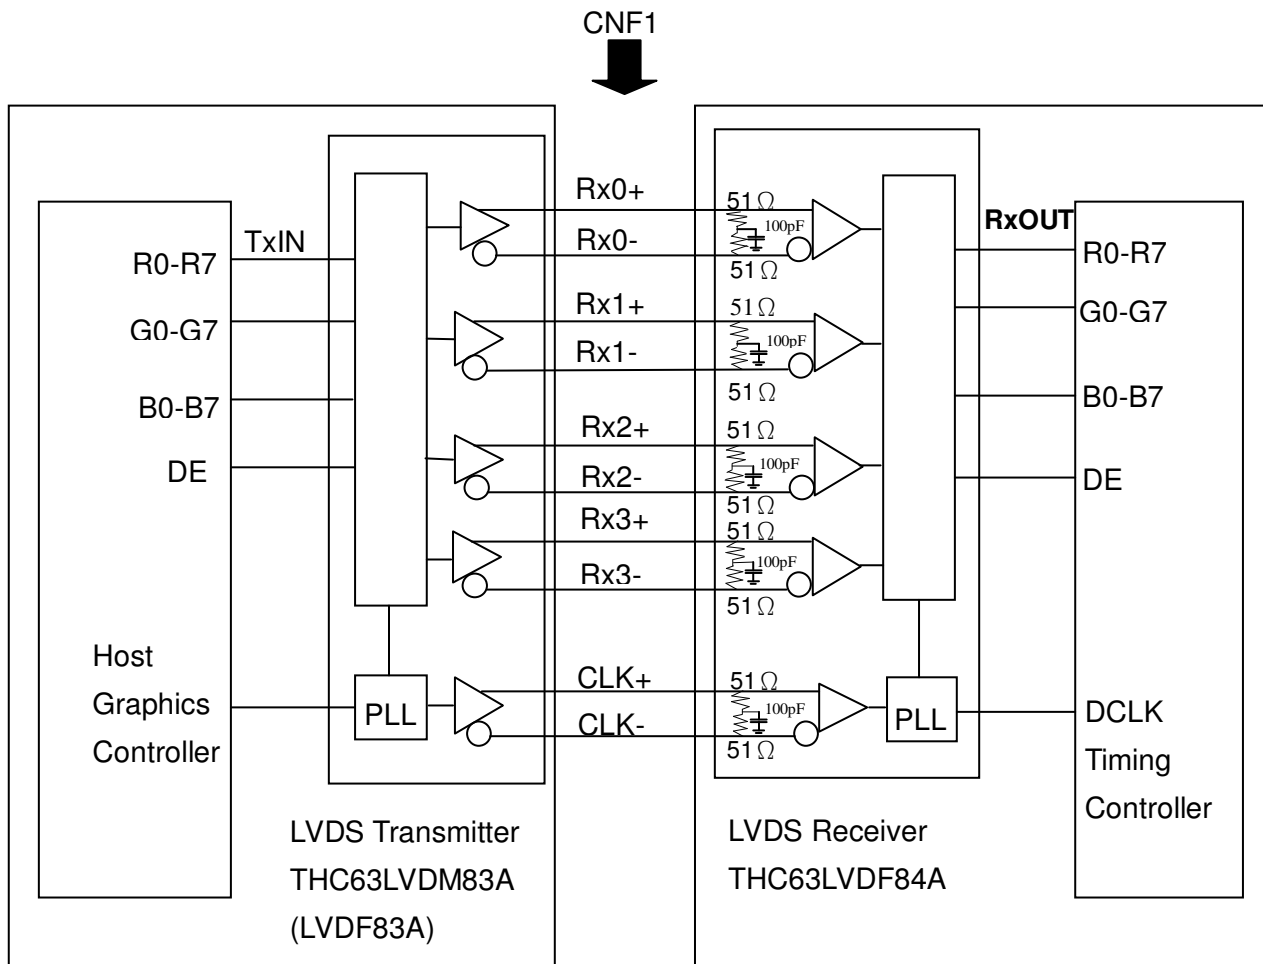 CNF1
TxIN
R0-R7
G0-G7
B0-B7
DE
Host
Graphics
Controller
PLL
LVDS Transmitter
THC63LVDM83A
(LVDF83A)
Rx0+
Rx0-
Rx1+
Rx1-
Rx2+
Rx2-
Rx3+
Rx3-
CLK+
CLK-
51Ω
100pF
51Ω
51Ω
100pF
51Ω
51Ω
100pF
51Ω
51Ω
100pF
51Ω
51Ω
100pF
51Ω
PLL
LVDS Receiver
THC63LVDF84A
RxOUT
R0-R7
G0-G7
B0-B7
DE
DCLK
Timing
Controller